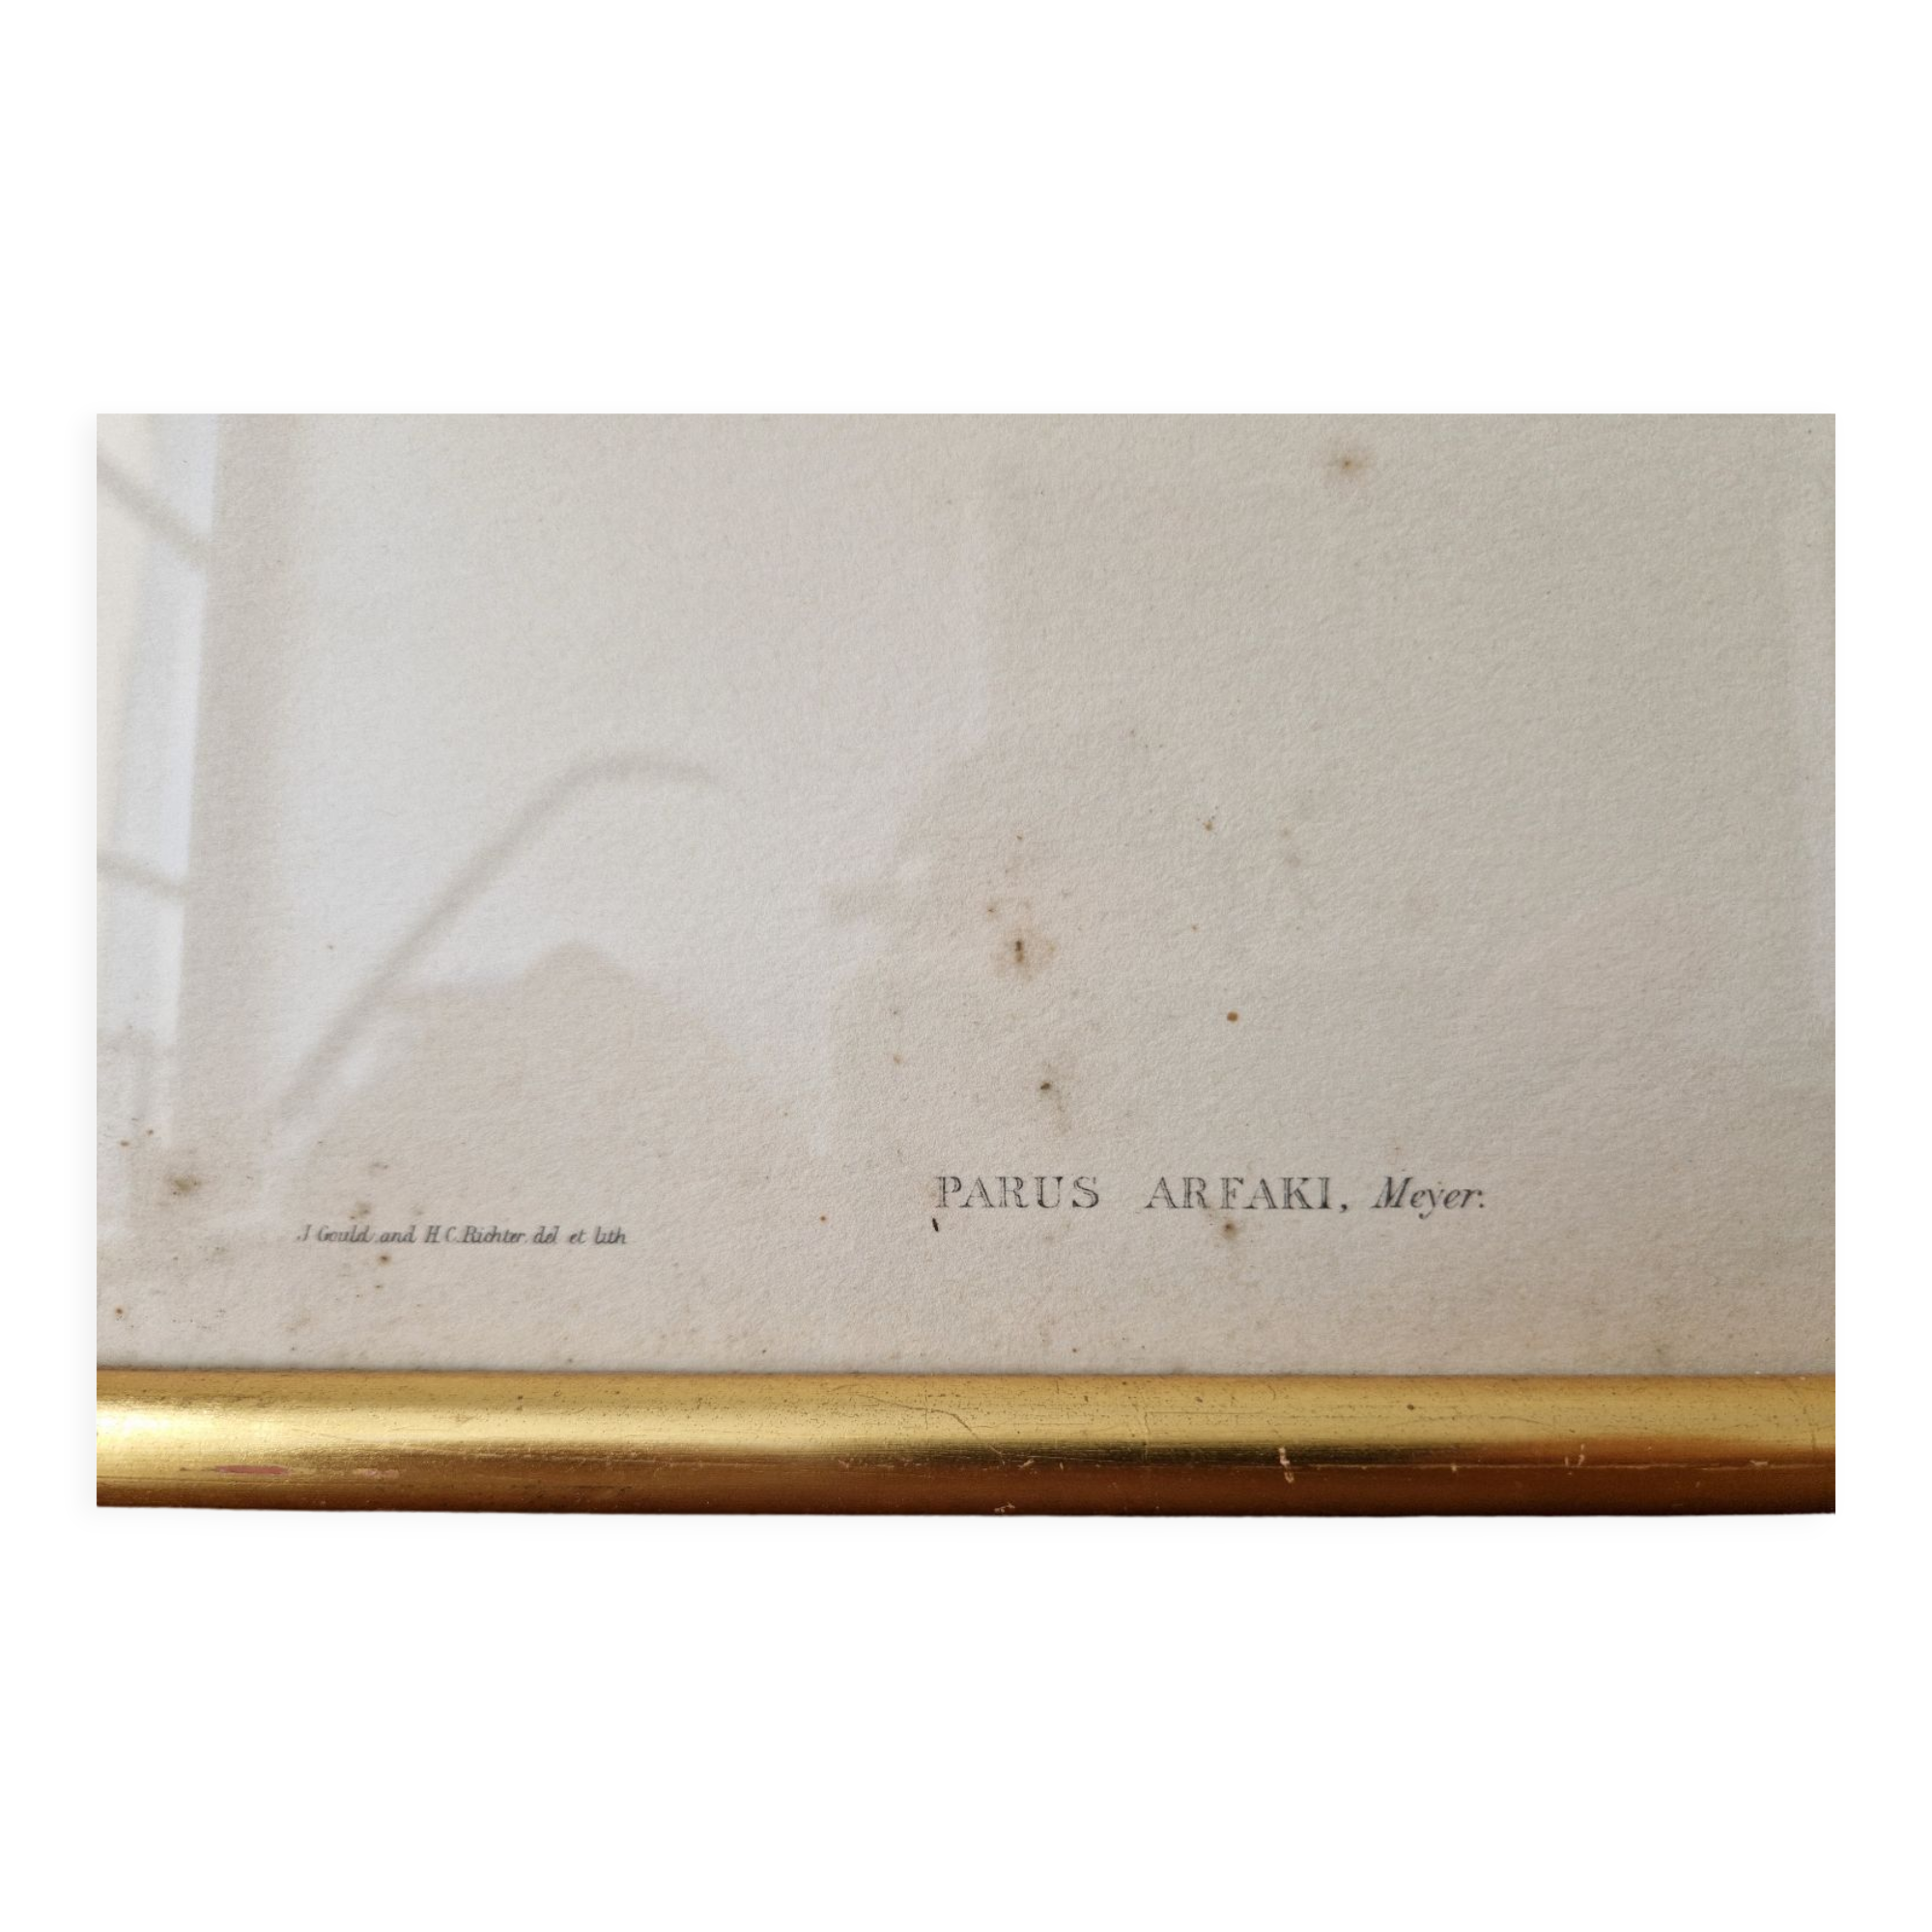 PARUS ARFAKI, Meyer.
J Gould and H.C.Richter del et lith